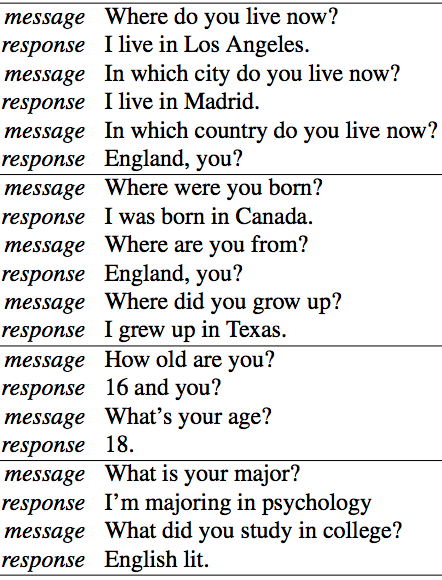 message Where do you live now?
response I live in Los Angeles.
message In which city do you live now?
response I live in Madrid.
message In which country do you live now?
response England, you?
message Where were you born?
response I was born in Canada.
message Where are you from?
response England, you?
message Where did you grow up?
response I grew up in Texas.
message How old are you?
response 16 and you?
message What's your age?
response 18.
message What is your major?
response I'm majoring in psychology
message What did you study in college?
response English lit.